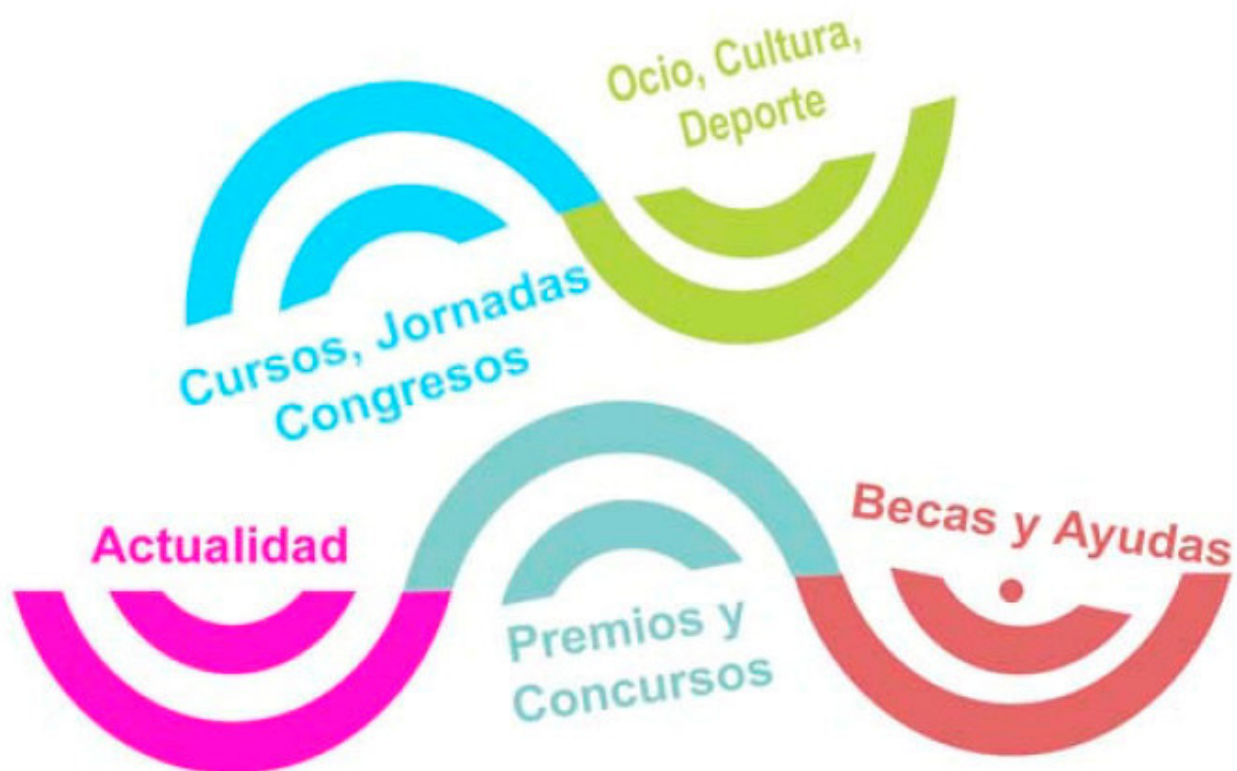 Ocio, Cultura,
Deporte
Cursos, Jornadas
Congresos
Actualidad
Premios y
Concursos
Becas y Ayudas